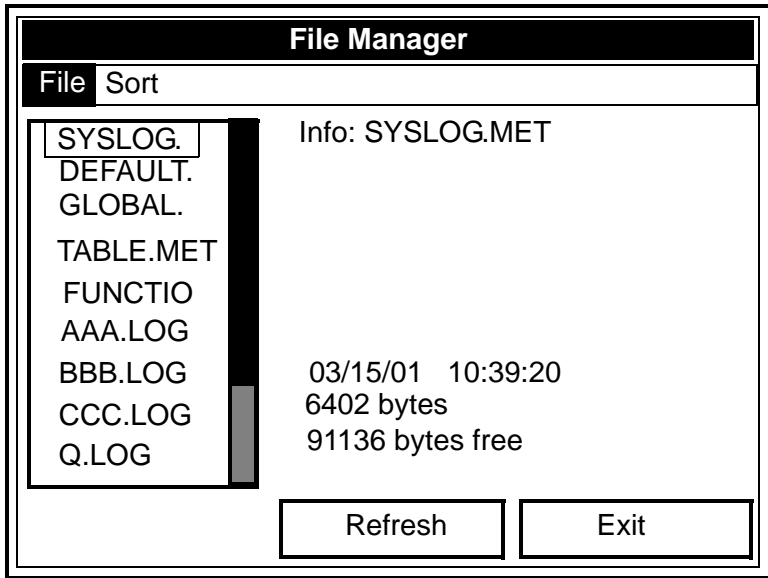 File Manager
File Sort
SYSLOG.
DEFAULT.
GLOBAL.
TABLE.MET
FUNCTIO
AAA.LOG
BBB.LOG
CCC.LOG
Q.LOG
Info: SYSLOG.MET
03/15/01 10:39:20
6402 bytes
91136 bytes free
Refresh
Exit